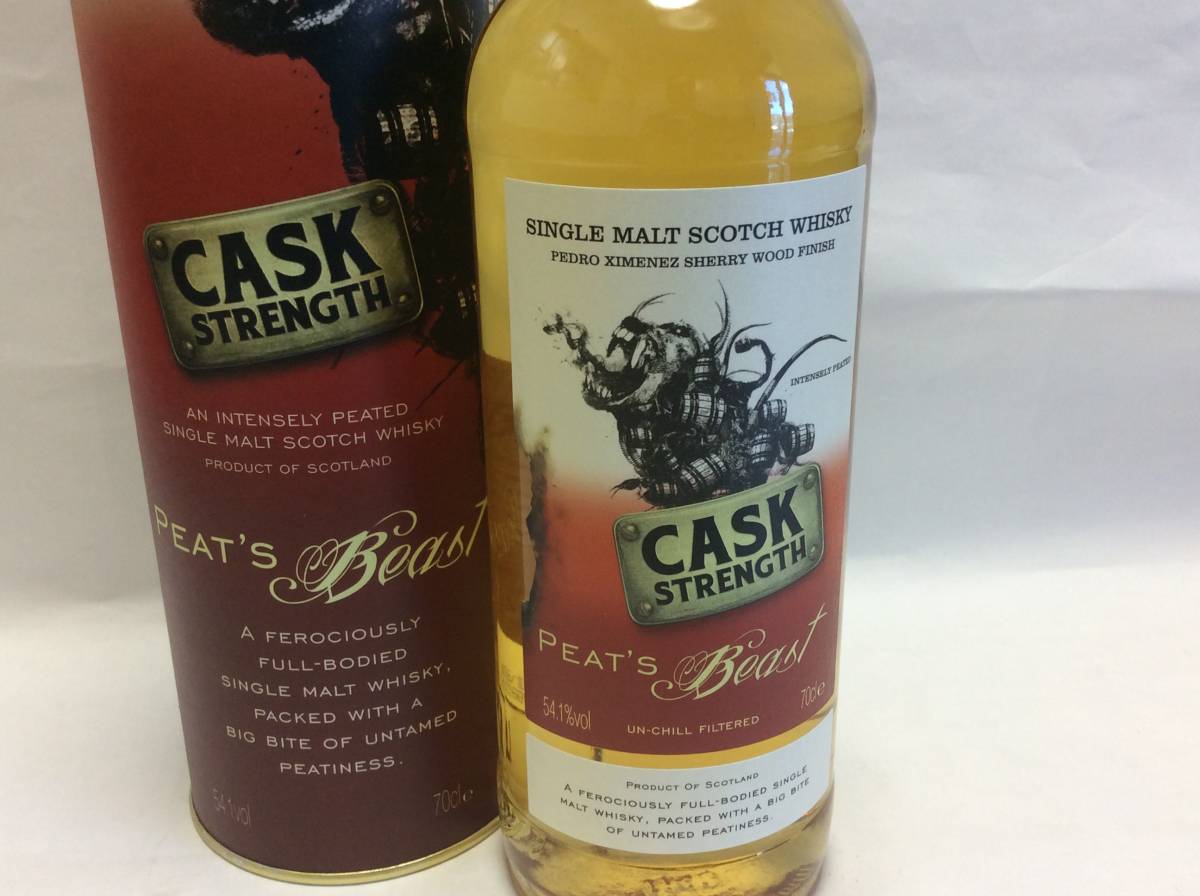 CASK
STRENGTH
AN INTENSELY PEATED
SINGLE MALT SCOTCH WHISKY
PRODUCT OF SCOTLAND
PEAT'S Beast
A FEROCIOUSLY
FULL-BODIED
SINGLE MALT WHISKY,
PACKED WITH A
BIG BITE OF UNTAMED
PEATINESS.
54.1vol
70cl e
SINGLE MALT SCOTCH WHISKY
PEDRO XIMENEZ SHERRY WOOD FINISH
INTENSELY PEATED
CASK
STRENGTH
PEAT'S Beast
54.1%vol
70cl e
UN-CHILL FILTERED
PRODUCT OF SCOTLAND
A FEROCIOUSLY FULL-BODIED SINGLE
MALT WHISKY, PACKED WITH A BIG BITE
OF UNTAMED PEATINESS.